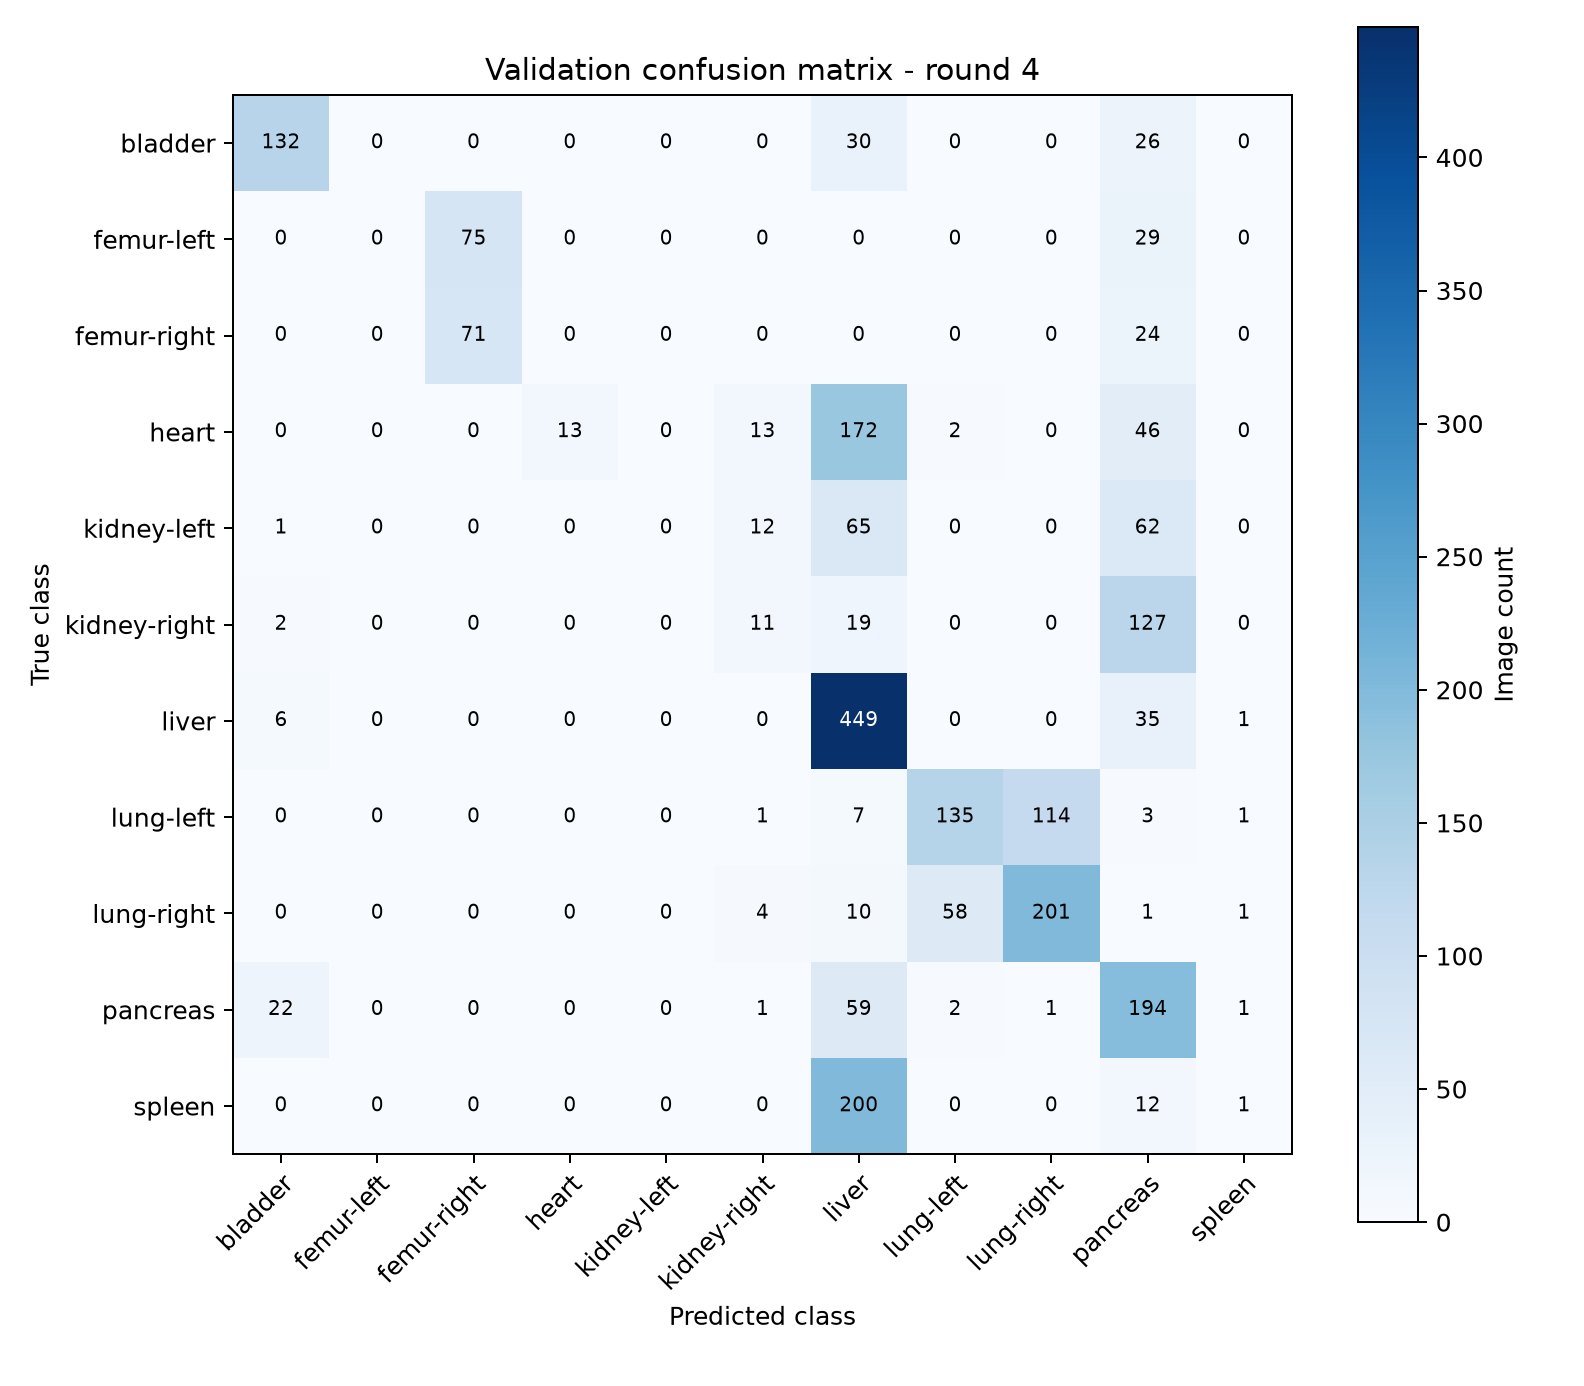 Validation confusion matrix - round 4
bladder 132 0 0 0 0 0 30 0 0 26 0
femur-left 0 0 75 0 0 0 0 0 0 29 0
femur-right 0 0 71 0 0 0 0 0 0 24 0
heart 0 0 0 13 0 13 172 2 0 46 0
kidney-left 1 0 0 0 0 12 65 0 0 62 0
kidney-right 2 0 0 0 0 11 19 0 0 127 0
liver 6 0 0 0 0 0 449 0 0 35 1
lung-left 0 0 0 0 0 1 7 135 114 3 1
lung-right 0 0 0 0 0 4 10 58 201 1 1
pancreas 22 0 0 0 0 1 59 2 1 194 1
spleen 0 0 0 0 0 0 200 0 0 12 1
bladder femur-left femur-right heart kidney-left kidney-right liver lung-left lung-right pancreas spleen
Predicted class
True class
400
350
300
250
200
150
100
50
0
Image count